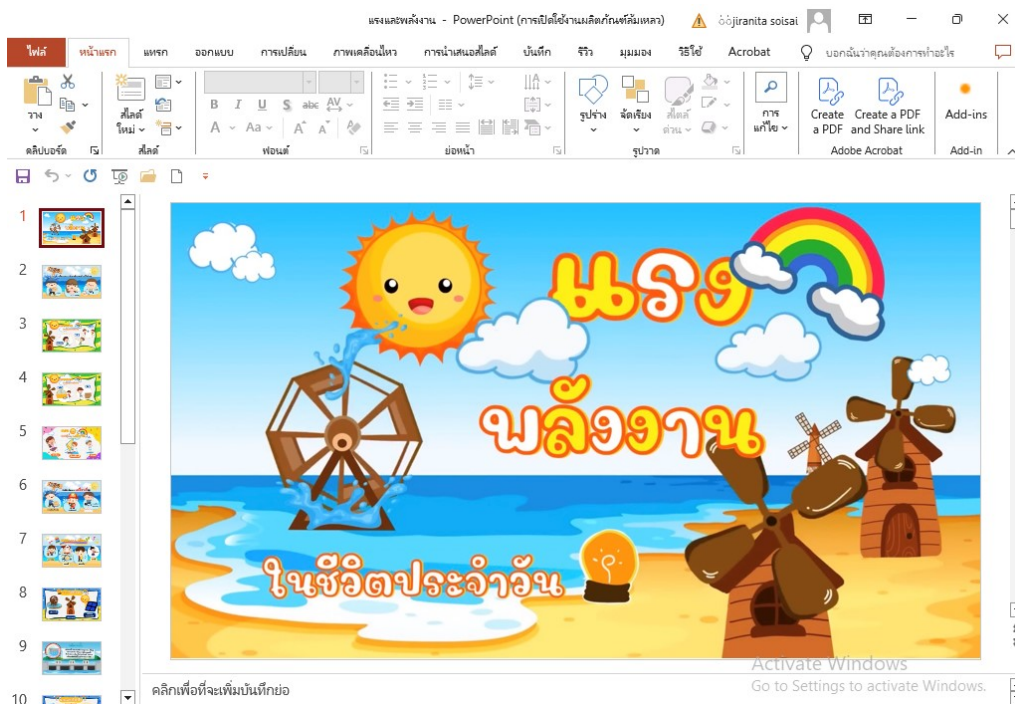 แรงและพลังงาน - PowerPoint (การเปิดใช้งานผลิตภัณฑ์ล้มเหลว)
jiranita soisai
ไฟล์ หน้าแรก แทรก ออกแบบ การเปลี่ยน ภาพเคลื่อนไหว การนำเสนอสไลด์ บันทึก รีวิว มุมมอง วิธีใช้ Acrobat บอกฉันว่าคุณต้องการทำอะไร
วาง
สไลด์
ใหม่
B I U S abc AV
A Aa A A
รูปร่าง จัดเรียง สไตล์
ด่วน
การ
แก้ไข
Create
a PDF
Create a PDF
and Share link
Add-ins
คลิปบอร์ด สไลด์ ฟอนต์ ย่อหน้า รูปวาด Adobe Acrobat Add-in
1
2
3
4
5
6
7
8
9
10
แรง
พลังงาน
ในชีวิตประจำวัน
Activate Windows
Go to Settings to activate Windows.
คลิกเพื่อที่จะเพิ่มบันทึกย่อ